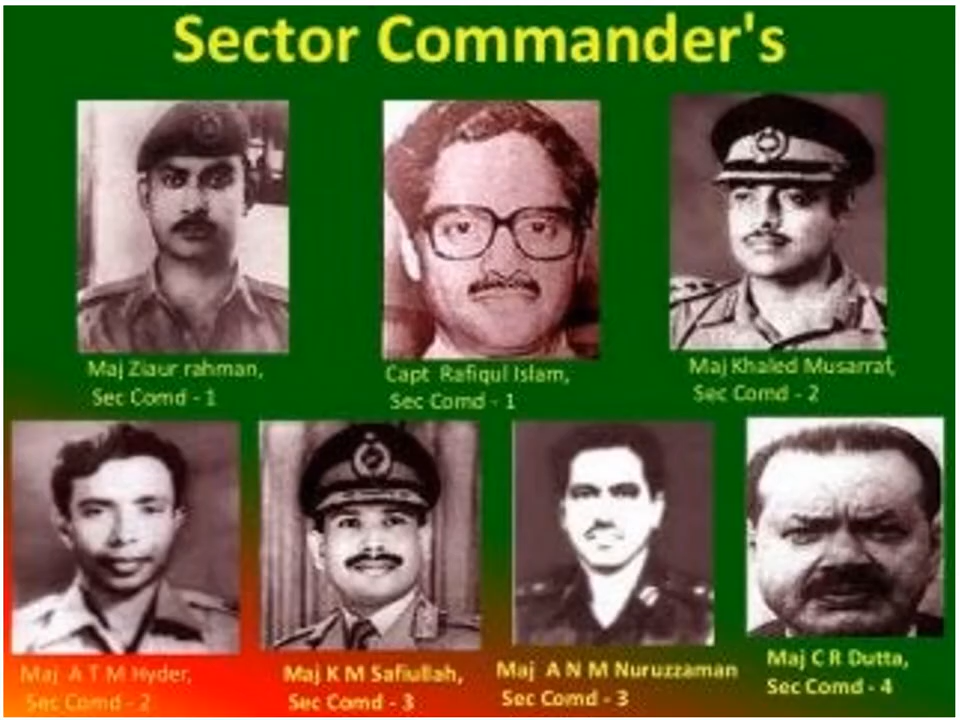 Sector Commander's
Maj Ziaur rahman,
Sec Comd - 1
Capt Rafiqul Islam,
Sec Comd - 1
Maj Khaled Musarraf,
Sec Comd - 2
Maj A T M Hyder,
Sec Comd - 2
Maj K M Safiullah,
Sec Comd - 3
Maj A N M Nuruzzaman
Sec Comd - 3
Maj C R Dutta,
Sec Comd - 4